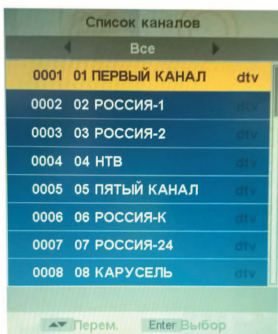 Список каналов
Все
0001 01 ПЕРВЫЙ КАНАЛ dtv
0002 02 РОССИЯ-1 dtv
0003 03 РОССИЯ-2 dtv
0004 04 НТВ dtv
0005 05 ПЯТЫЙ КАНАЛ dtv
0006 06 РОССИЯ-К dtv
0007 07 РОССИЯ-24 dtv
0008 08 КАРУСЕЛЬ dtv
Перем. Enter Выбор